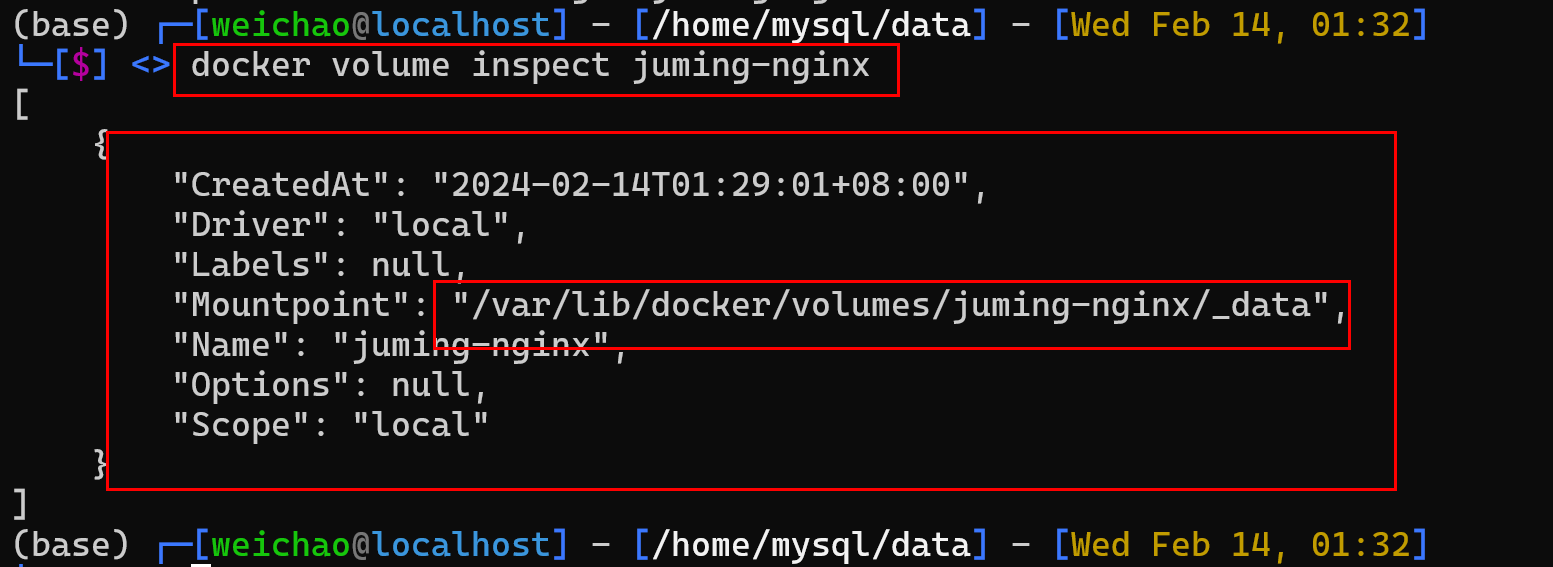 (base) ┌─[weichao@localhost] - [/home/mysql/data] - [Wed Feb 14, 01:32]
└─[$] <> docker volume inspect juming-nginx
[
    {
        "CreatedAt": "2024-02-14T01:29:01+08:00",
        "Driver": "local",
        "Labels": null,
        "Mountpoint": "/var/lib/docker/volumes/juming-nginx/_data",
        "Name": "juming-nginx",
        "Options": null,
        "Scope": "local"
    }
]
(base) ┌─[weichao@localhost] - [/home/mysql/data] - [Wed Feb 14, 01:32]